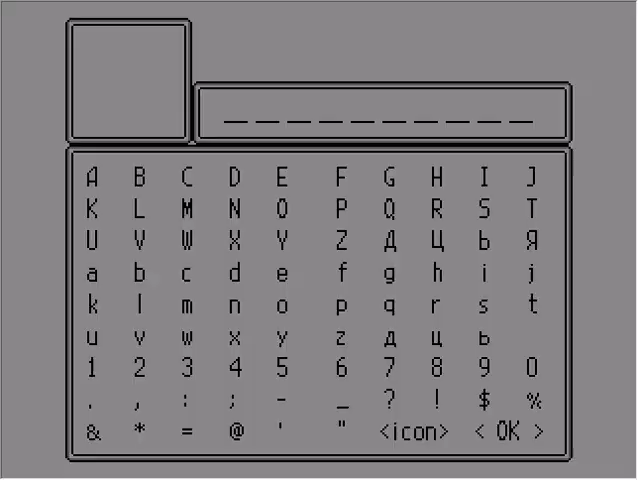 _ _ _ _ _ _ _ _ _ _
A B C D E F G H I J
K L M N O P Q R S T
U V W X Y Z Д Ц Ь Я
a b c d e f g h i j
k l m n o p q r s t
u v w x y z д ц ь
1 2 3 4 5 6 7 8 9 0
. , : ; - _ ? ! $ %
& * = @ ' " <icon> < OK >